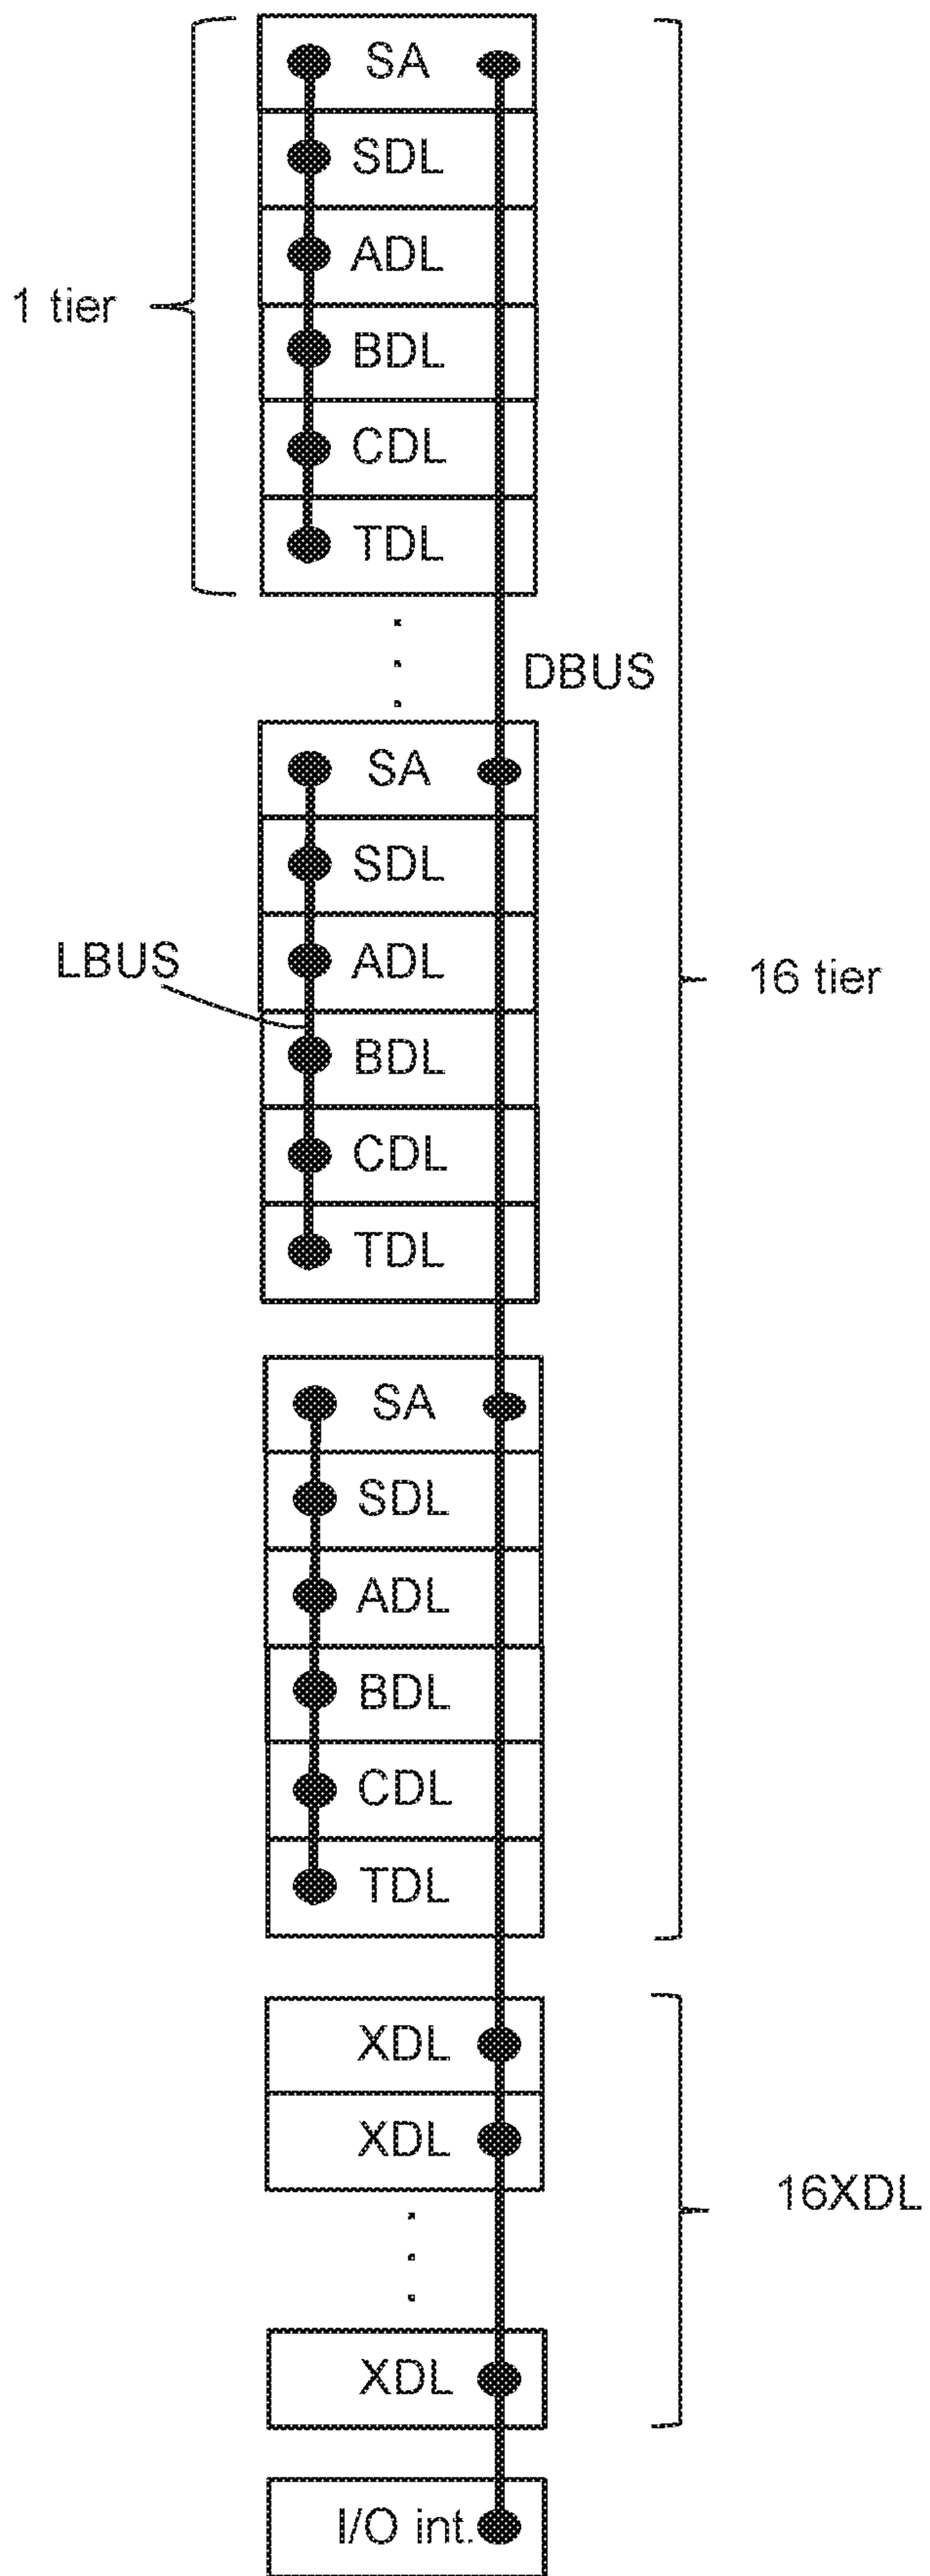 SA
SDL
ADL
1 tier
BDL
CDL
TDL
DBUS
SA
SDL
LBUS
ADL
16 tier
BDL
CDL
TDL
SA
SDL
ADL
BDL
CDL
TDL
XDL
XDL
16XDL
XDL
I/O int.